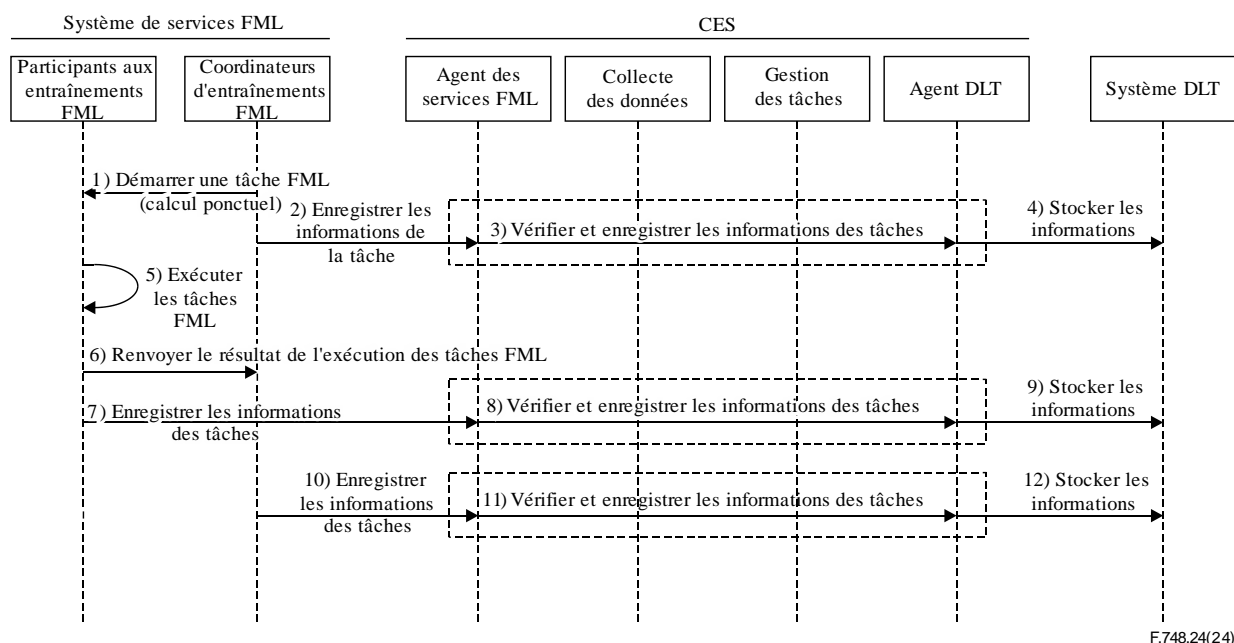 Système de services FML
CES
Participants aux
entraînements
FML
Coordinateurs
d'entraînements
FML
Agent des
services FML
Collecte
des données
Gestion
des tâches
Agent DLT
Système DLT
1) Démarrer une tâche FML
(calcul ponctuel)
2) Enregistrer les
informations de
la tâche
3) Vérifier et enregistrer les informations des tâches
4) Stocker les
informations
5) Exécuter
les tâches
FML
6) Renvoyer le résultat de l'exécution des tâches FML
7) Enregistrer les informations
des tâches
8) Vérifier et enregistrer les informations des tâches
9) Stocker les
informations
10) Enregistrer
les informations
des tâches
11) Vérifier et enregistrer les informations des tâches
12) Stocker les
informations
F.748.24(24)